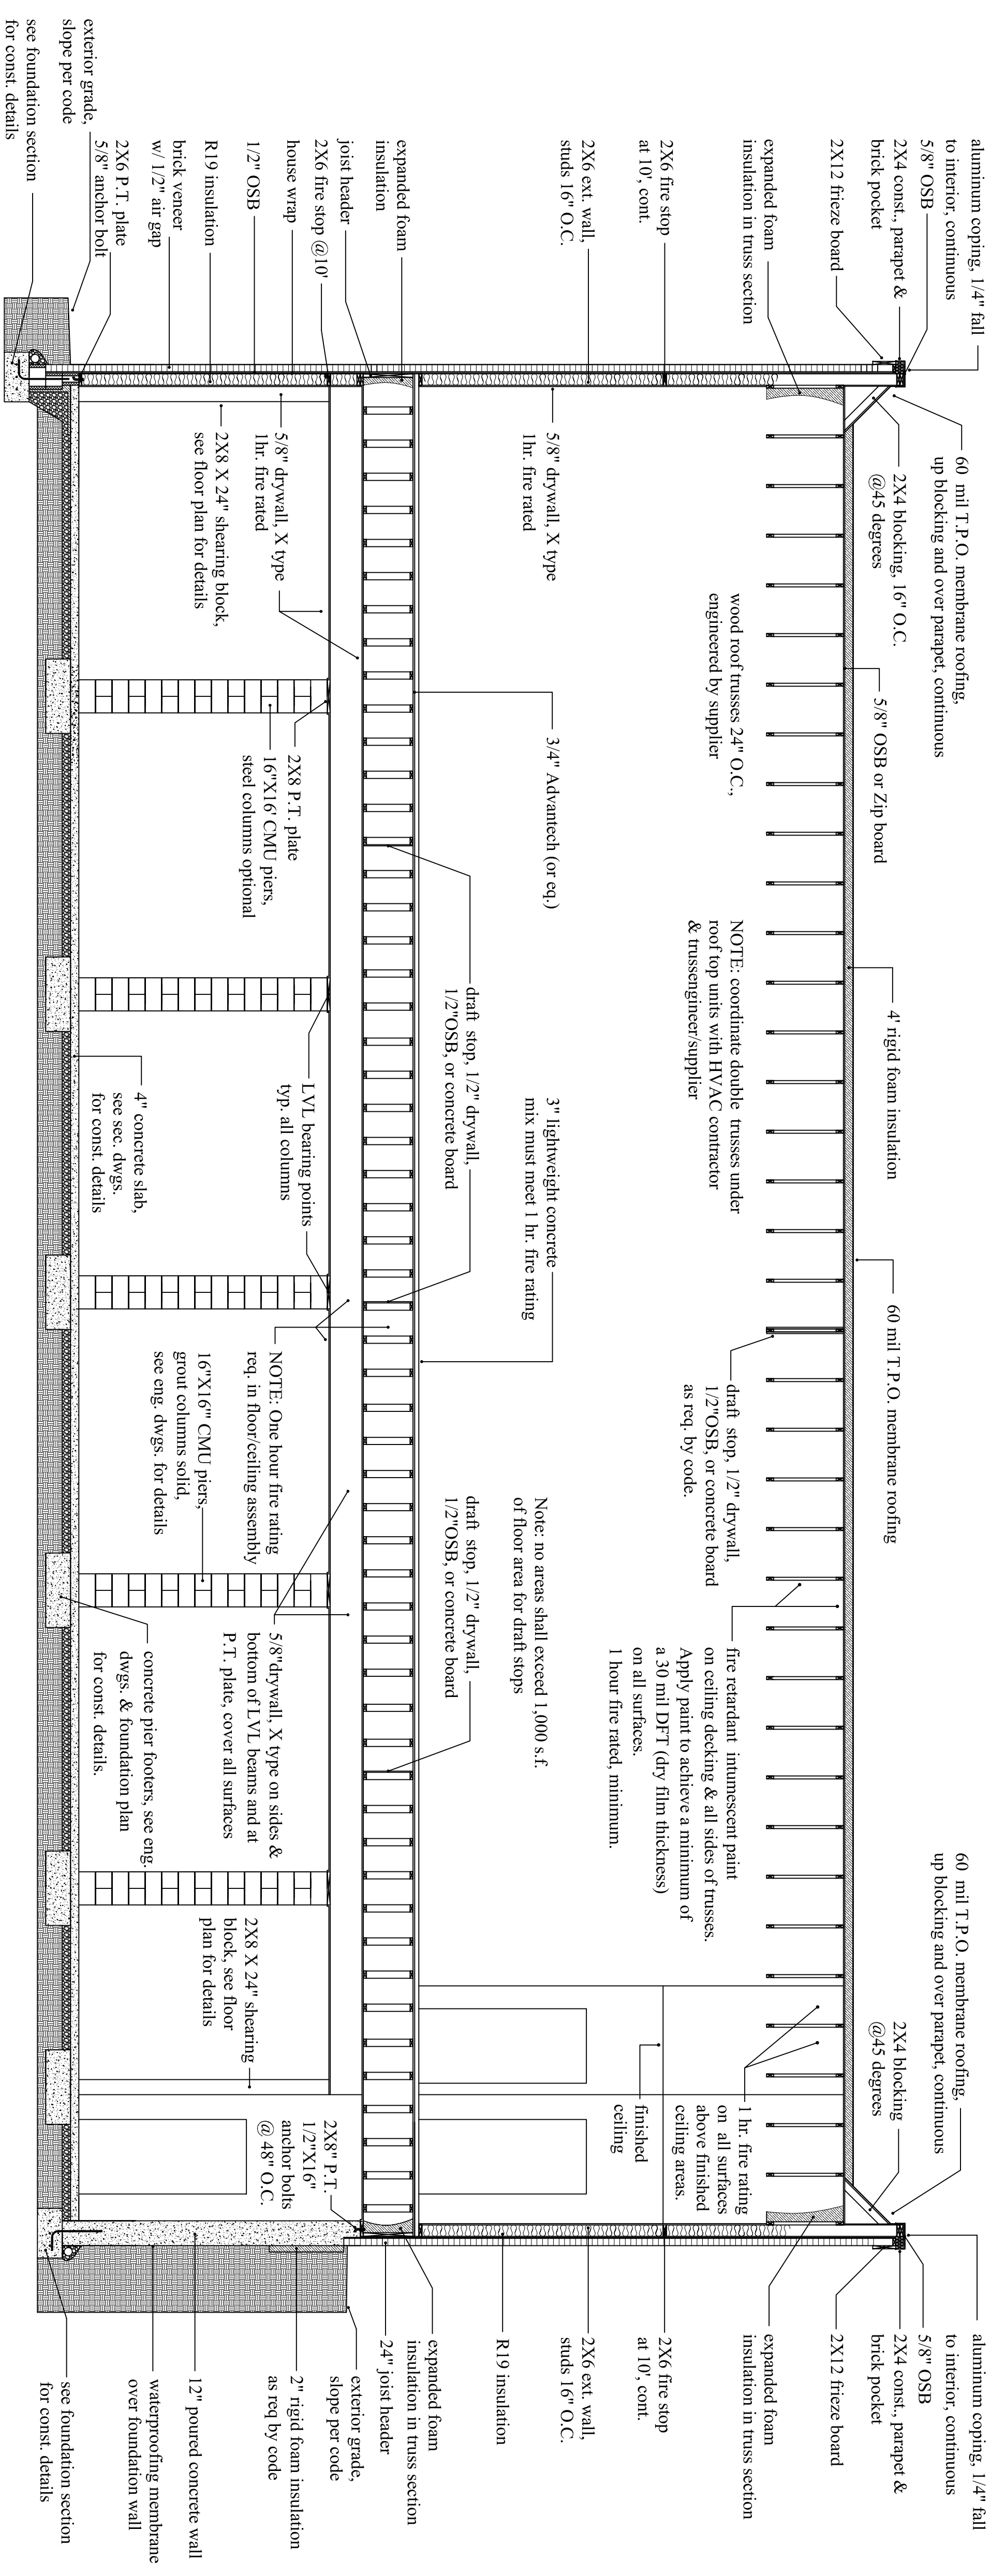 aluminum coping, 1/4" fall
to interior, continuous
5/8" OSB
2X4 const., parapet &
brick pocket
2X12 frieze board
expanded foam
insulation in truss section
2X6 fire stop
at 10', cont.
2X6 ext. wall,
studs 16" O.C.
expanded foam
insulation
joist header
2X6 fire stop @10'
house wrap
1/2" OSB
R19 insulation
brick veneer
w/ 1/2" air gap
2X6 P.T. plate
5/8" anchor bolt
exterior grade,
slope per code
see foundation section
for const. details
60 mil T.P.O. membrane roofing,
up blocking and over parapet, continuous
2X4 blocking, 16" O.C.
@45 degrees
5/8" OSB or Zip board
4' rigid foam insulation
60 mil T.P.O. membrane roofing
60 mil T.P.O. membrane roofing,
up blocking and over parapet, continuous
2X4 blocking
@45 degrees
wood roof trusses 24" O.C.,
engineered by supplier
NOTE: coordinate double trusses under
roof top units with HVAC contractor
& trussengineer/supplier
draft stop, 1/2" drywall,
1/2"OSB, or concrete board
as req. by code.
fire retardant intumescent paint
on ceiling decking & all sides of trusses.
Apply paint to achieve a minimum of
a 30 mil DFT (dry film thickness)
on all surfaces.
1 hour fire rated, minimum.
1 hr. fire rating
on all surfaces
above finished
ceiling areas.
finished
ceiling
5/8" drywall, X type
1hr. fire rated
3/4" Advantech (or eq.)
3" lightweight concrete
mix must meet 1 hr. fire rating
Note: no areas shall exceed 1,000 s.f.
of floor area for draft stops
draft stop, 1/2" drywall,
1/2"OSB, or concrete board
draft stop, 1/2" drywall,
1/2"OSB, or concrete board
5/8" drywall, X type
1hr. fire rated
2X8 X 24" shearing block,
see floor plan for details
2X8 P.T. plate
16"X16' CMU piers,
steel columns optional
LVL bearing points
typ. all columns
NOTE: One hour fire rating
req. in floor/ceiling assembly
5/8"drywall, X type on sides &
bottom of LVL beams and at
P.T. plate, cover all surfaces
16"X16" CMU piers,
grout columns solid,
see eng. dwgs. for details
2X8 X 24" shearing
block, see floor
plan for details
2X8" P.T.
1/2"X16"
anchor bolts
@ 48" O.C.
4" concrete slab,
see sec. dwgs.
for const. details
concrete pier footers, see eng.
dwgs. & foundation plan
for const. details.
aluminum coping, 1/4" fall
to interior, continuous
5/8" OSB
2X4 const., parapet &
brick pocket
2X12 frieze board
expanded foam
insulation in truss section
2X6 fire stop
at 10', cont.
2X6 ext. wall,
studs 16" O.C.
R19 insulation
expanded foam
insulation in truss section
24" joist header
exterior grade,
slope per code
2" rigid foam insulation
as req by code
12" poured concrete wall
waterproofing membrane
over foundation wall
see foundation section
for const. details